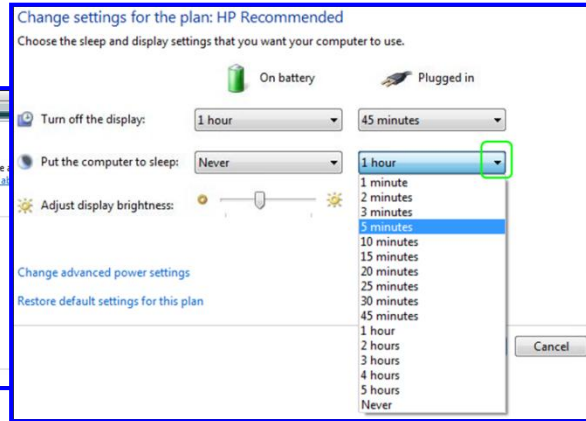 Change settings for the plan: HP Recommended
Choose the sleep and display settings that you want your computer to use.
On battery
Plugged in
Turn off the display:
1 hour
45 minutes
Put the computer to sleep:
Never
1 hour
1 minute
2 minutes
3 minutes
5 minutes
10 minutes
15 minutes
20 minutes
25 minutes
30 minutes
45 minutes
1 hour
2 hours
3 hours
4 hours
5 hours
Never
Adjust display brightness:
Change advanced power settings
Restore default settings for this plan
Cancel